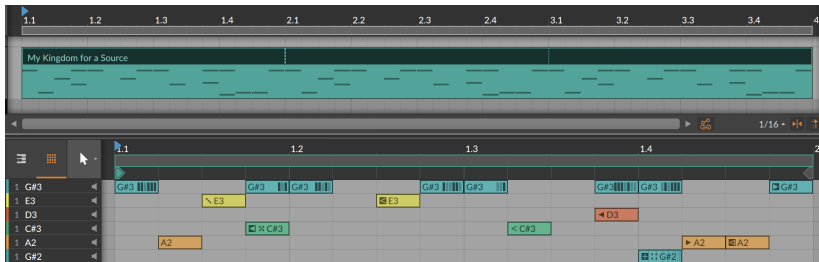 1.1 1.2 1.3 1.4 2.1 2.2 2.3 2.4 3.1 3.2 3.3 3.4 4
My Kingdom for a Source
1/16
1.1 1.2 1.3 1.4 2
1 G#3 G#3 G#3 G#3 G#3 G#3 G#3 G#3 G#3
1 E3 E3 E3
1 D3 D3
1 C#3 C#3 C#3
1 A2 A2 A2 A2
1 G#2 G#2